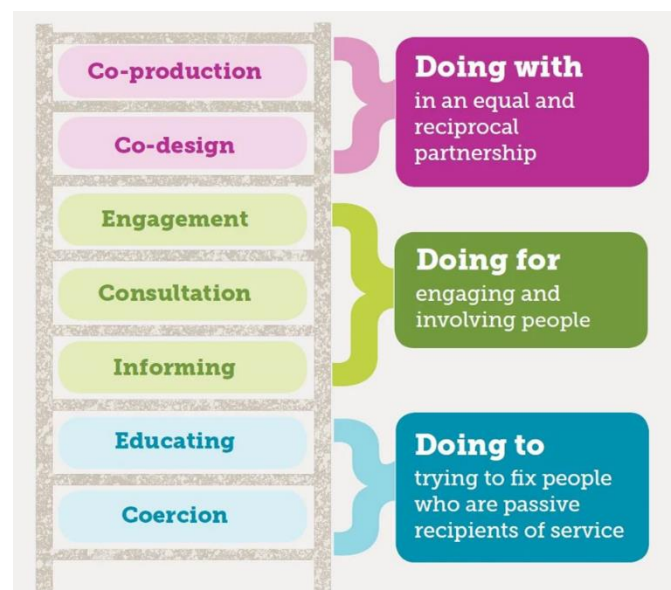 Co-production
Co-design
Doing with
in an equal and
reciprocal
partnership
Engagement
Consultation
Informing
Doing for
engaging and
involving people
Educating
Coercion
Doing to
trying to fix people
who are passive
recipients of service